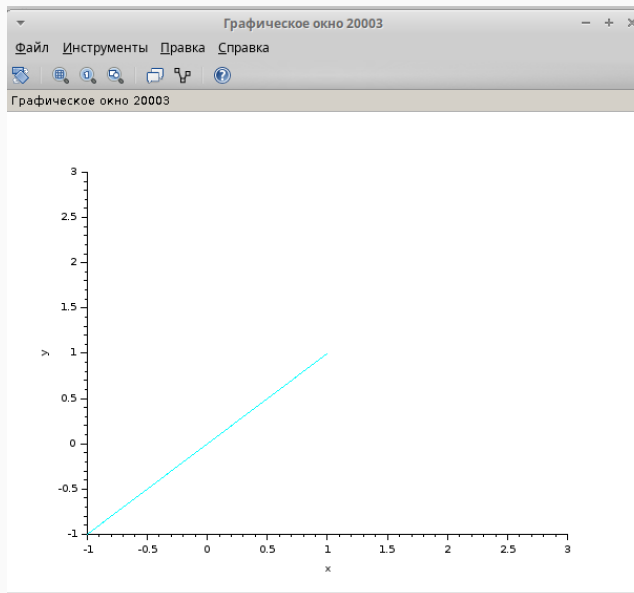 Графическое окно 20003
Файл Инструменты Правка Справка
Графическое окно 20003
3
2.5
2
1.5
1
0.5
0
-0.5
-1
y
-1 -0.5 0 0.5 1 1.5 2 2.5 3
x